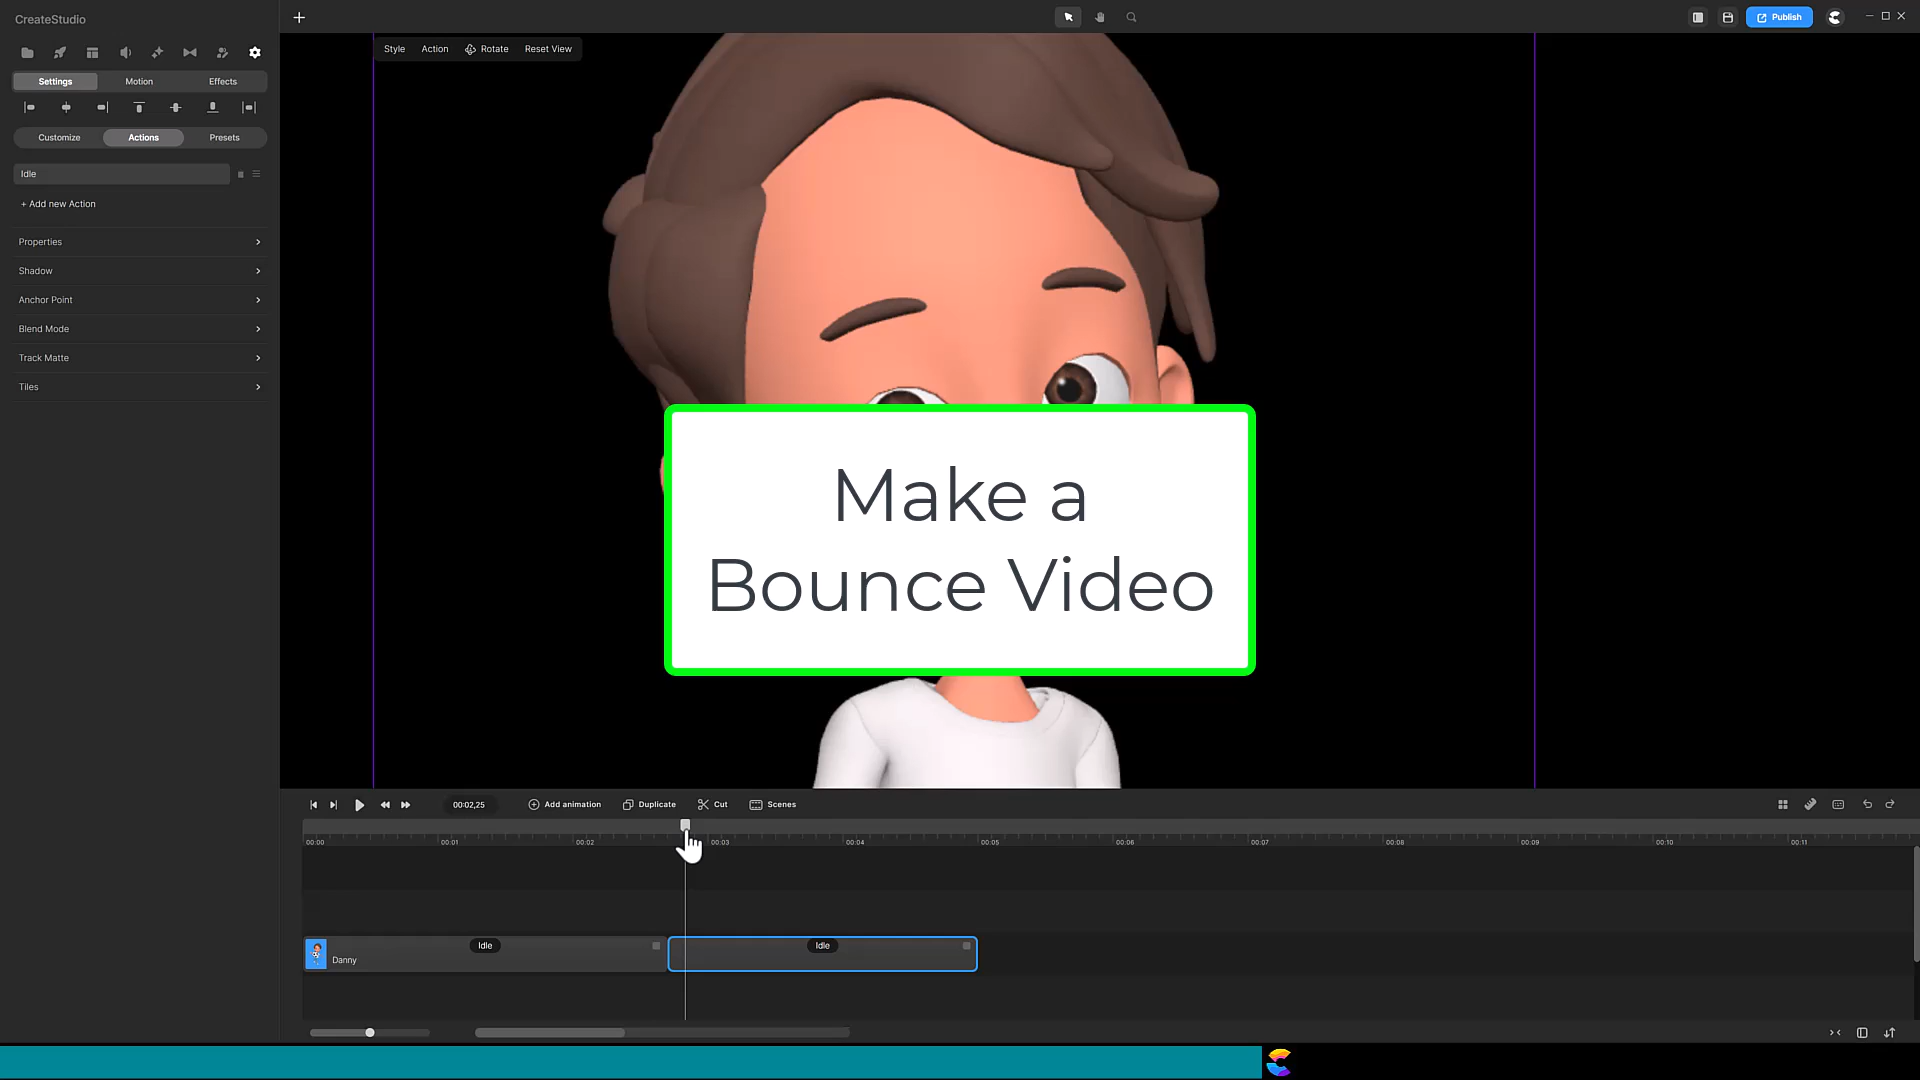 CreateStudio
Publish
Settings Motion Effects
Customize Actions Presets
Idle
+ Add new Action
Properties
Shadow
Anchor Point
Blend Mode
Track Matte
Tiles
Style Action Rotate Reset View
Make a
Bounce Video
00:02,25 Add animation Duplicate Cut Scenes
00:00 00:01 00:02 00:03 00:04 00:05 00:06 00:07 00:08 00:09 00:10 00:11
Idle Idle
Danny